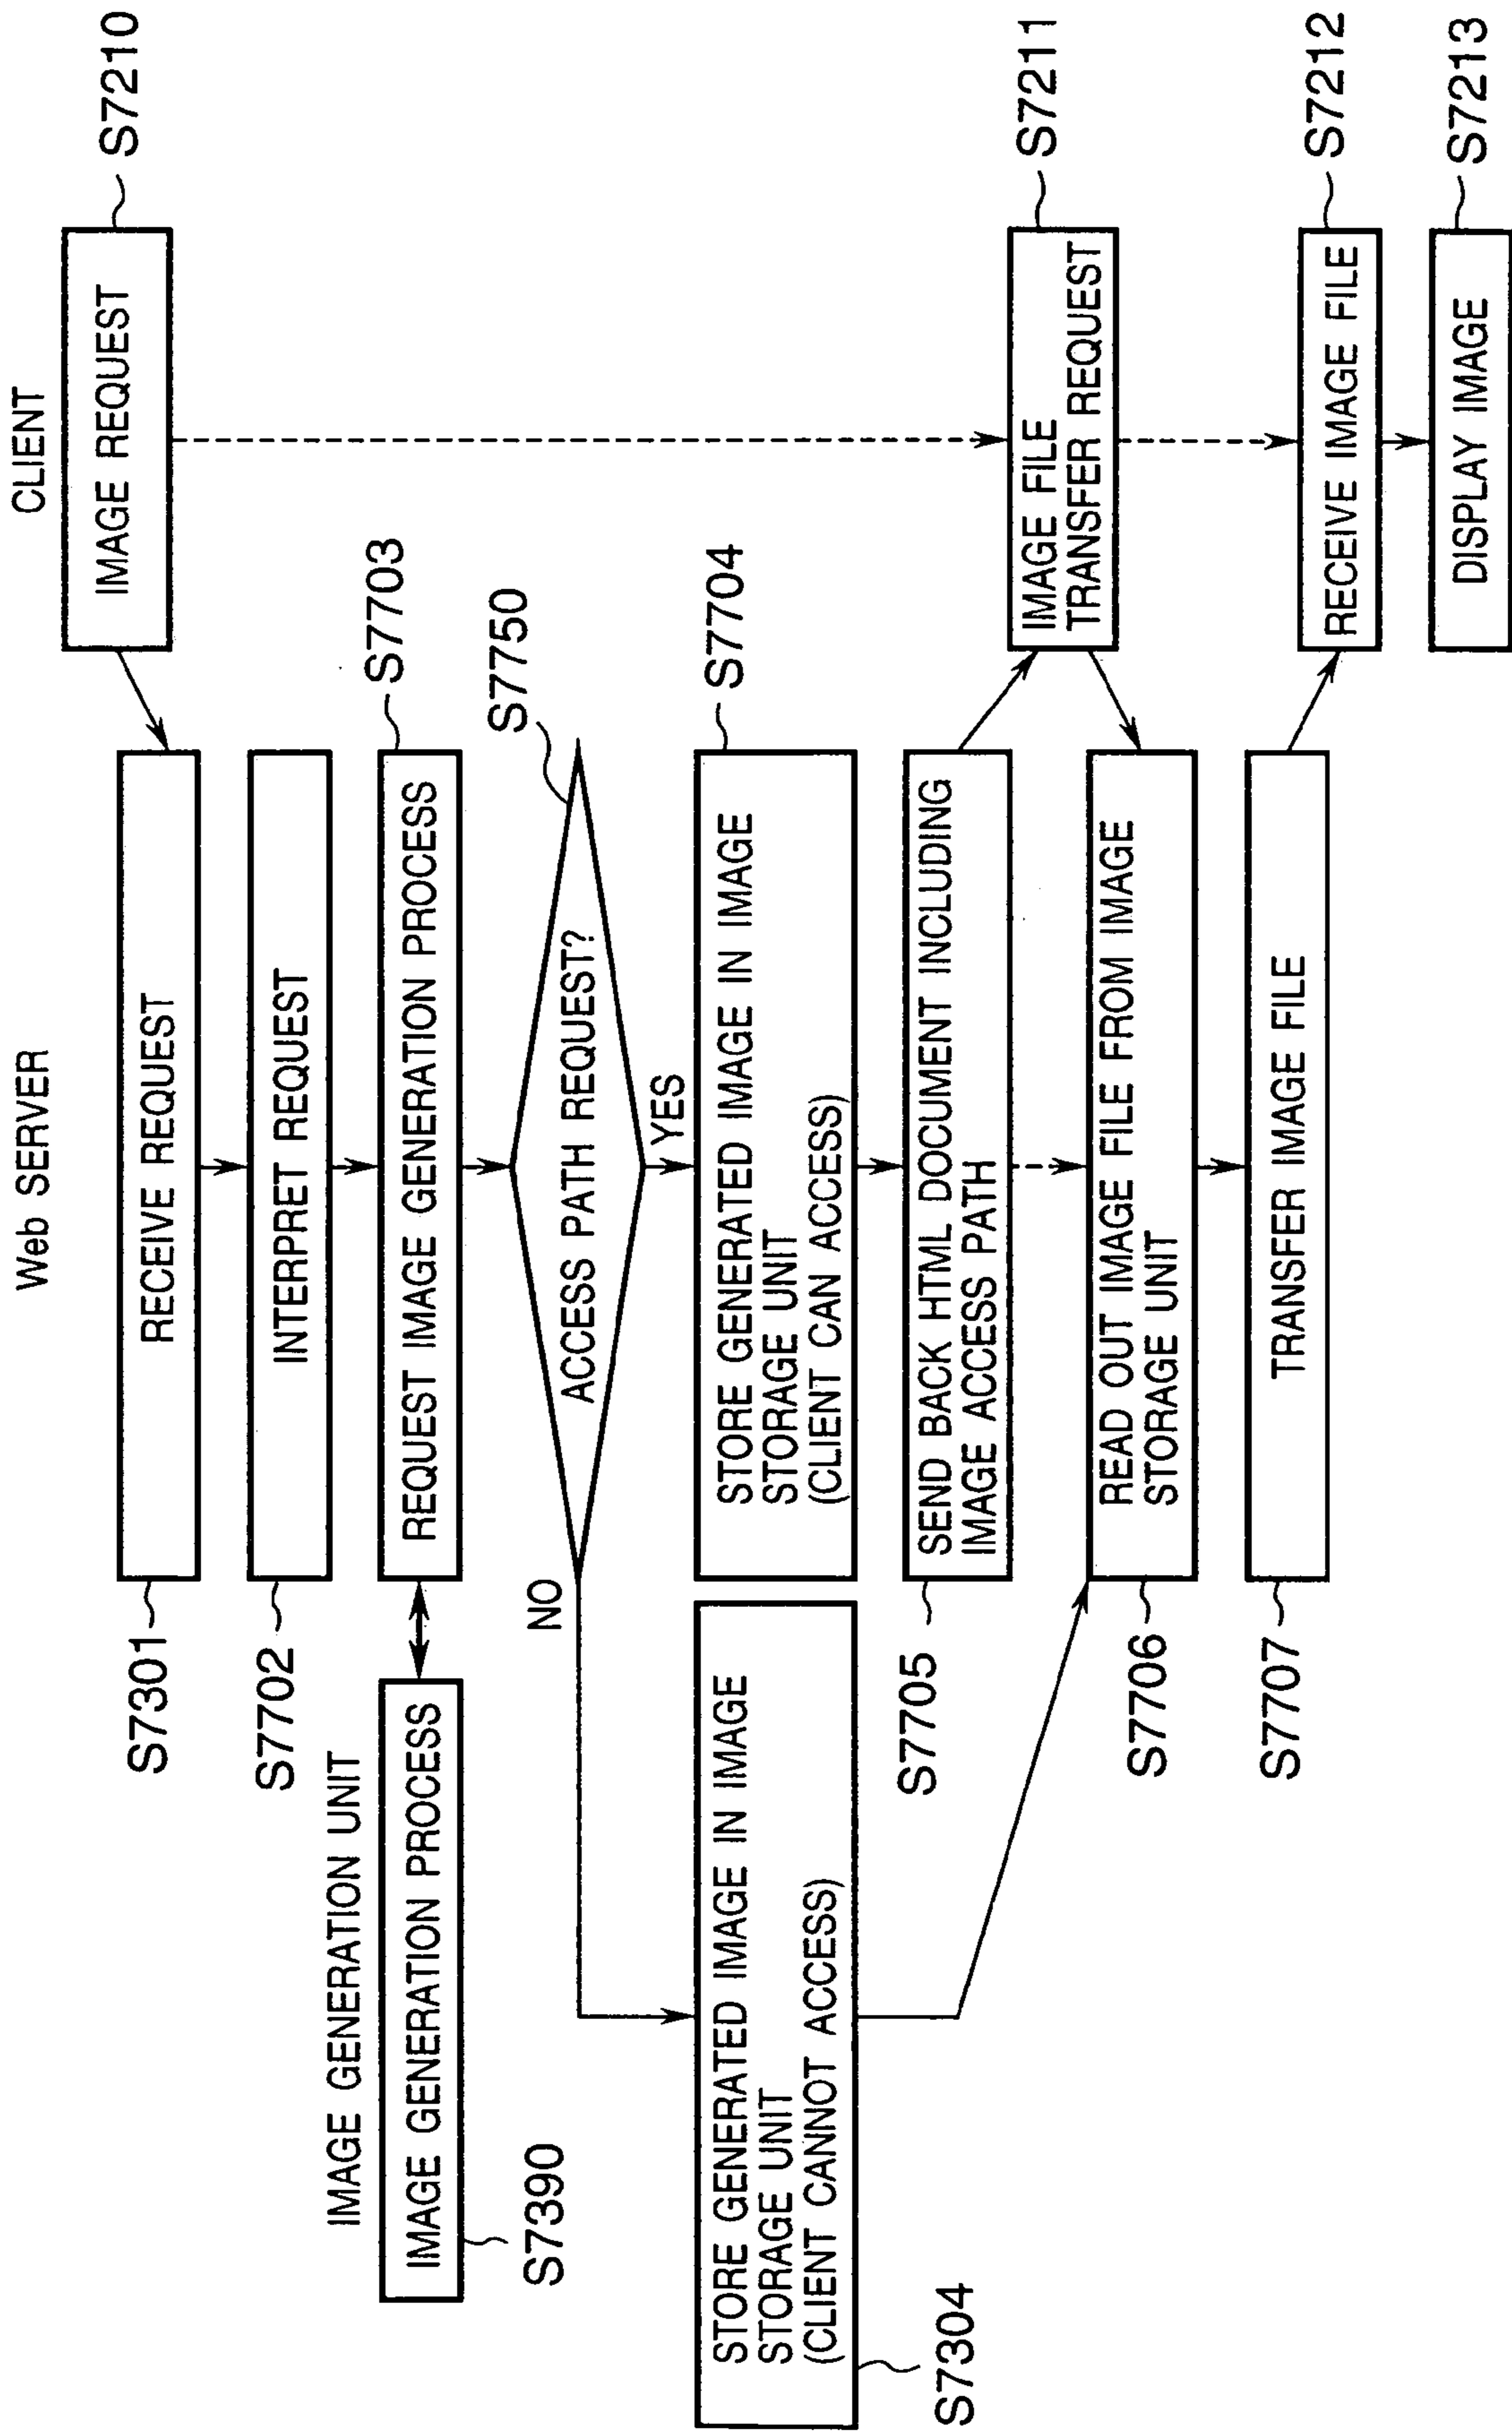 Web SERVER
CLIENT
IMAGE REQUEST
S7210
RECEIVE REQUEST
S7301
INTERPRET REQUEST
S7702
IMAGE GENERATION UNIT
IMAGE GENERATION PROCESS
S7390
REQUEST IMAGE GENERATION PROCESS
S7703
ACCESS PATH REQUEST?
S7750
NO
YES
STORE GENERATED IMAGE IN IMAGE
STORAGE UNIT
(CLIENT CANNOT ACCESS)
S7304
STORE GENERATED IMAGE IN IMAGE
STORAGE UNIT
(CLIENT CAN ACCESS)
S7704
SEND BACK HTML DOCUMENT INCLUDING
IMAGE ACCESS PATH
S7705
IMAGE FILE
TRANSFER REQUEST
S7211
READ OUT IMAGE FILE FROM IMAGE
STORAGE UNIT
S7706
TRANSFER IMAGE FILE
S7707
RECEIVE IMAGE FILE
S7212
DISPLAY IMAGE
S7213